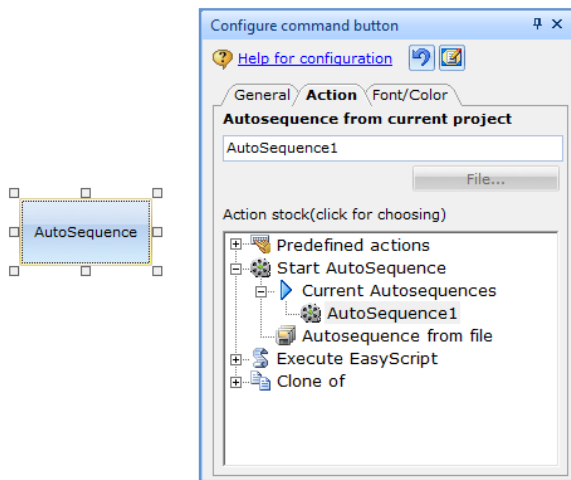 Configure command button
Help for configuration
General Action Font/Color
Autosequence from current project
AutoSequence1
File...
AutoSequence
Action stock(click for choosing)
Predefined actions
Start AutoSequence
Current Autosequences
AutoSequence1
Autosequence from file
Execute EasyScript
Clone of